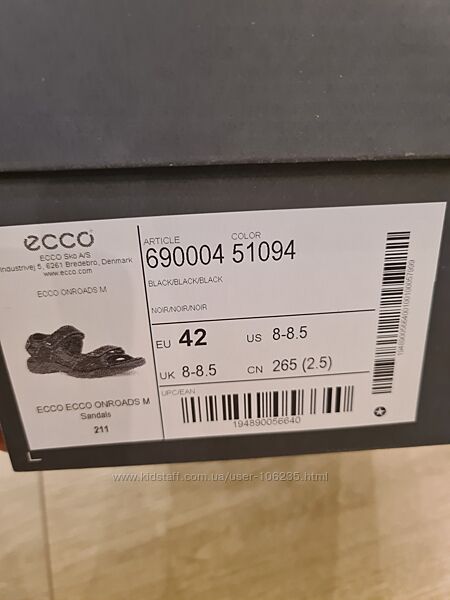 ecco
ECCO Sko A/S
Industrivej 5, 6261 Bredebro, Denmark
www.ecco.com
ECCO ONROADS M
ECCO ECCO ONROADS M
Sandals
211
ARTICLE COLOR
690004 51094
BLACK/BLACK/BLACK
NOIR/NOIR/NOIR
EU 42 US 8-8.5
UK 8-8.5 CN 265 (2.5)
UPC/EAN
194890056640
www.kidstaff.com.ua/user-106235.html